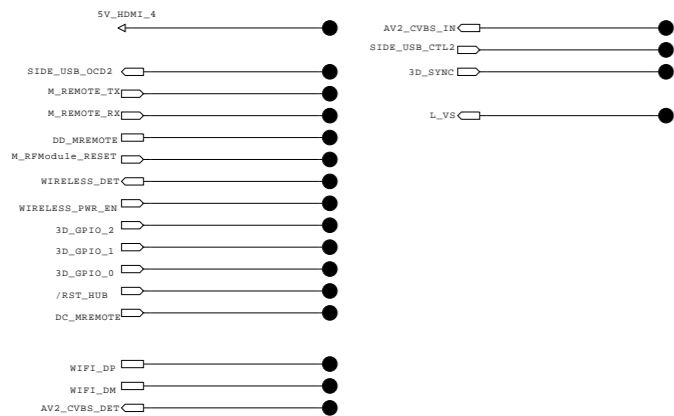 5V_HDMI_4
SIDE_USB_OCD2
M_REMOTE_TX
M_REMOTE_RX
DD_MREMOTE
M_RFModule_RESET
WIRELESS_DET
WIRELESS_PWR_EN
3D_GPIO_2
3D_GPIO_1
3D_GPIO_0
/RST_HUB
DC_MREMOTE
WIFI_DP
WIFI_DM
AV2_CVBS_DET
AV2_CVBS_IN
SIDE_USB_CTL2
3D_SYNC
L_VS